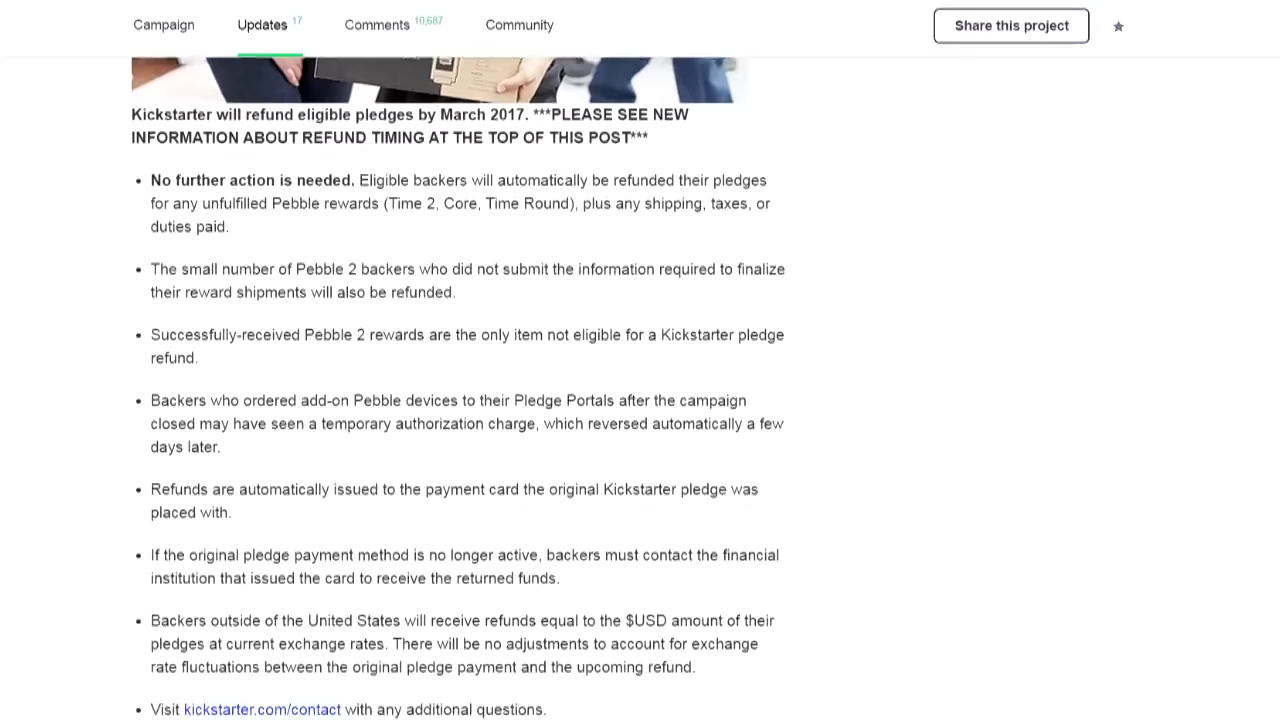 Campaign Updates 17 Comments 10,687 Community Share this project
Kickstarter will refund eligible pledges by March 2017. ***PLEASE SEE NEW
INFORMATION ABOUT REFUND TIMING AT THE TOP OF THIS POST***
• No further action is needed. Eligible backers will automatically be refunded their pledges
for any unfulfilled Pebble rewards (Time 2, Core, Time Round), plus any shipping, taxes, or
duties paid.
• The small number of Pebble 2 backers who did not submit the information required to finalize
their reward shipments will also be refunded.
• Successfully-received Pebble 2 rewards are the only item not eligible for a Kickstarter pledge
refund.
• Backers who ordered add-on Pebble devices to their Pledge Portals after the campaign
closed may have seen a temporary authorization charge, which reversed automatically a few
days later.
• Refunds are automatically issued to the payment card the original Kickstarter pledge was
placed with.
• If the original pledge payment method is no longer active, backers must contact the financial
institution that issued the card to receive the returned funds.
• Backers outside of the United States will receive refunds equal to the $USD amount of their
pledges at current exchange rates. There will be no adjustments to account for exchange
rate fluctuations between the original pledge payment and the upcoming refund.
• Visit kickstarter.com/contact with any additional questions.